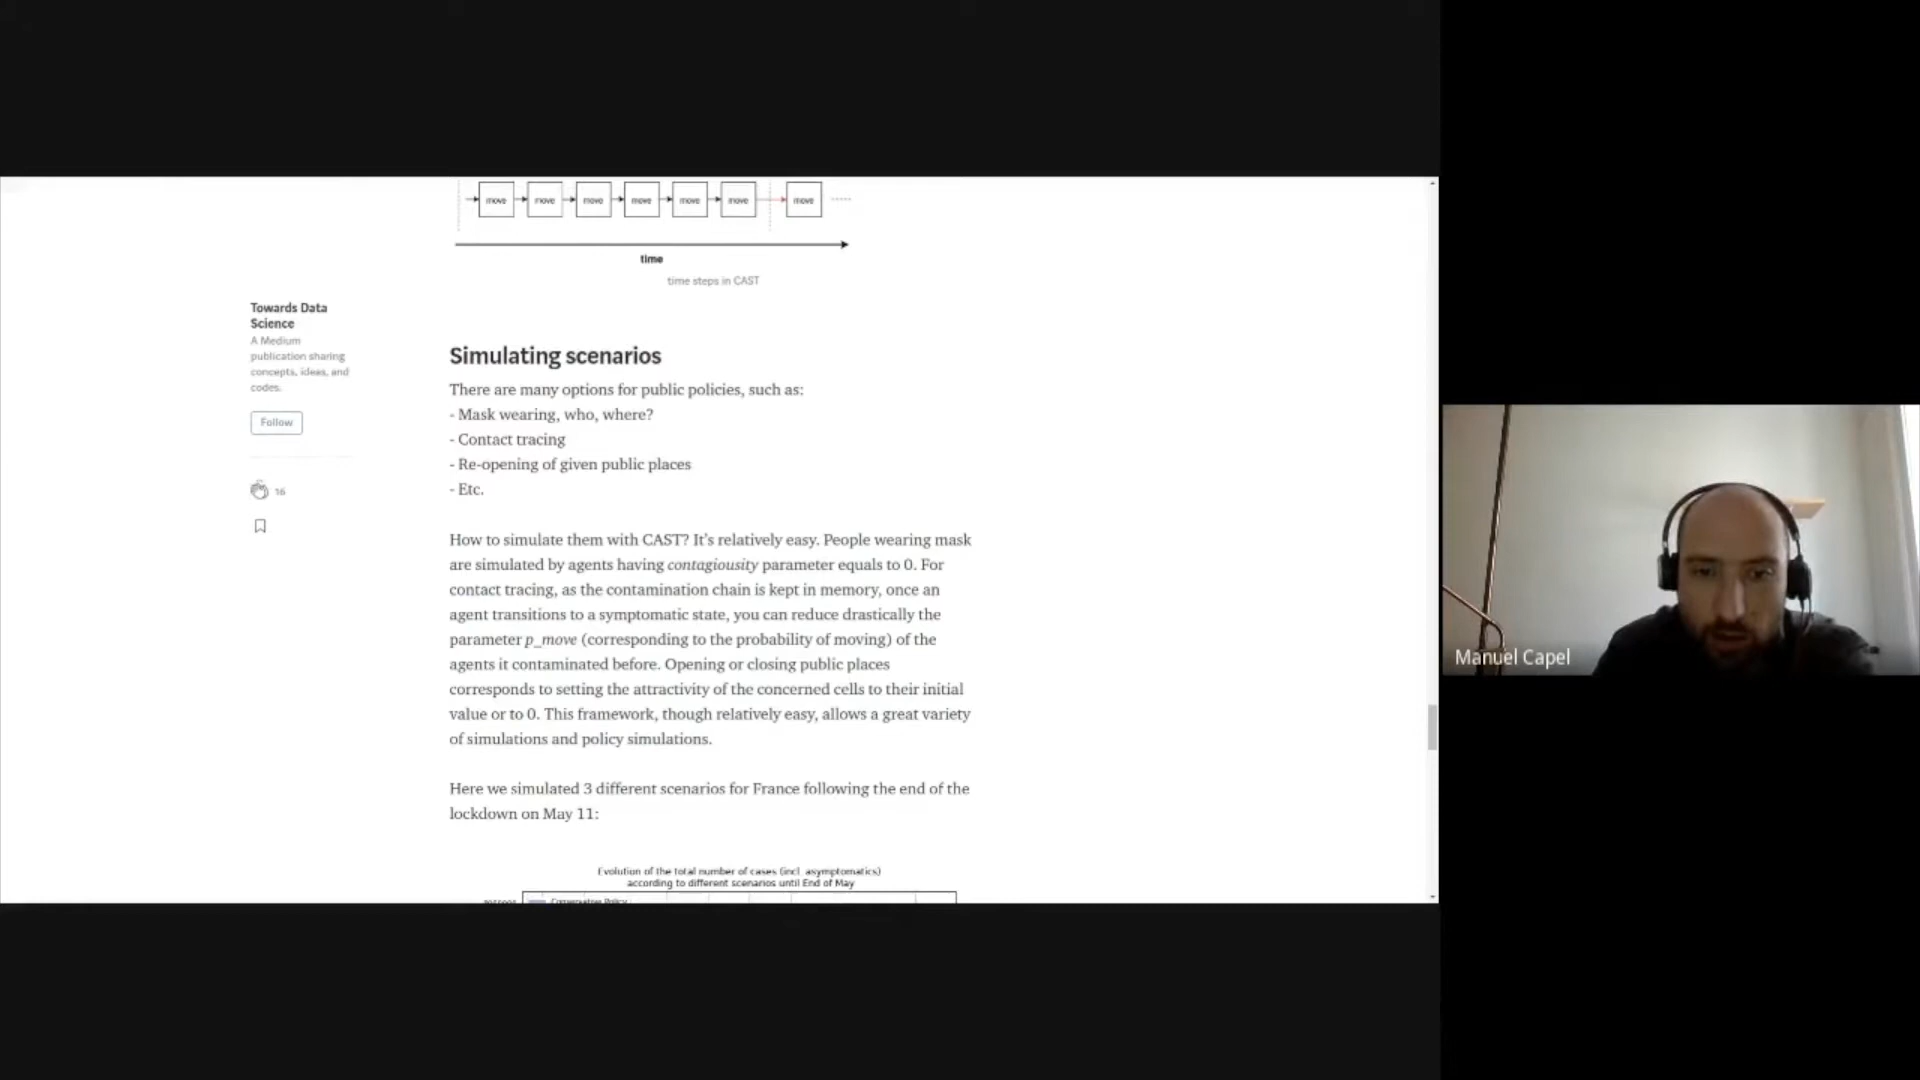 move move move move move move move
time
time steps in CAST
Towards Data
Science
A Medium
publication sharing
concepts, ideas, and
codes.
Follow
16
Simulating scenarios
There are many options for public policies, such as:
- Mask wearing, who, where?
- Contact tracing
- Re-opening of given public places
- Etc.
How to simulate them with CAST? It’s relatively easy. People wearing mask
are simulated by agents having contagiousity parameter equals to 0. For
contact tracing, as the contamination chain is kept in memory, once an
agent transitions to a symptomatic state, you can reduce drastically the
parameter p_move (corresponding to the probability of moving) of the
agents it contaminated before. Opening or closing public places
corresponds to setting the attractivity of the concerned cells to their initial
value or to 0. This framework, though relatively easy, allows a great variety
of simulations and policy simulations.
Here we simulated 3 different scenarios for France following the end of the
lockdown on May 11:
Evolution of the total number of cases (incl. asymptomatics)
according to different scenarios until End of May
Conservative Policy
Manuel Capel